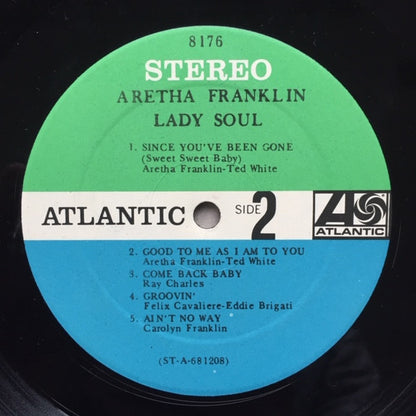 8176
STEREO
ARETHA FRANKLIN
LADY SOUL
1. SINCE YOU'VE BEEN GONE
(Sweet Sweet Baby)
Aretha Franklin-Ted White
ATLANTIC SIDE 2
ATLANTIC
2. GOOD TO ME AS I AM TO YOU
Aretha Franklin-Ted White
3. COME BACK BABY
Ray Charles
4. GROOVIN'
Felix Cavaliere-Eddie Brigati
5. AIN'T NO WAY
Carolyn Franklin
(ST-A-681208)